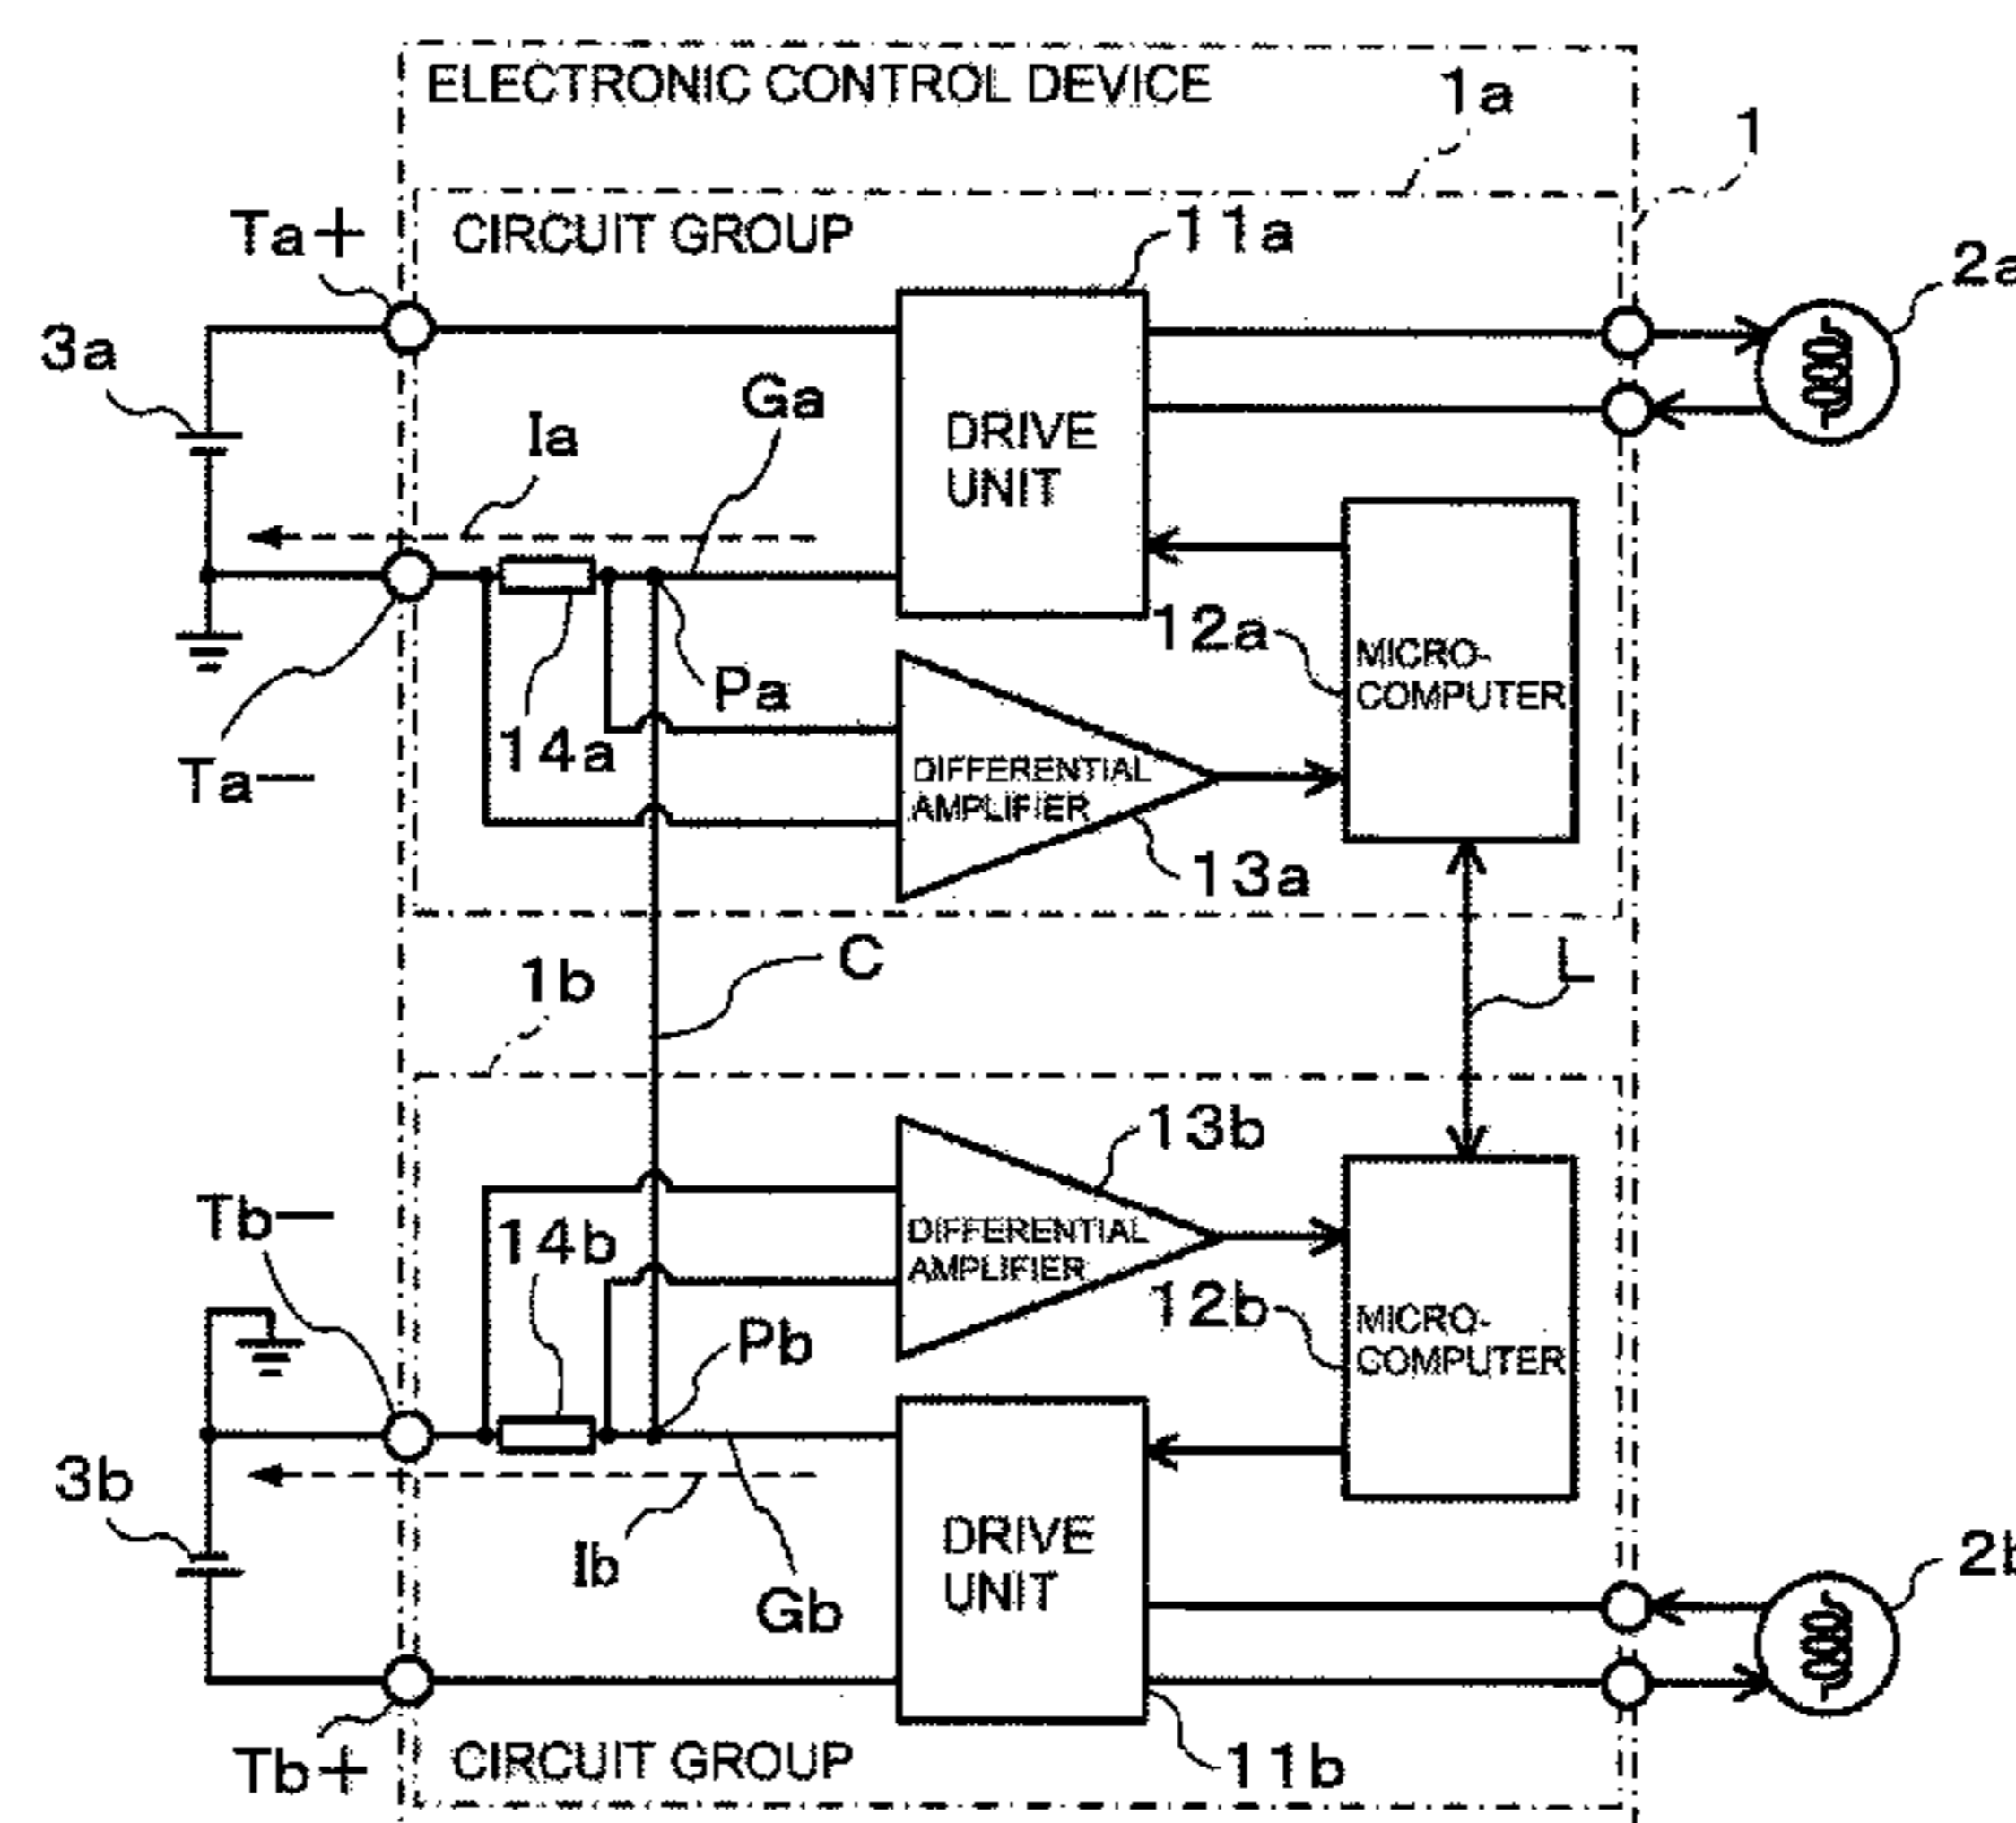 ELECTRONIC CONTROL DEVICE
1a
1
CIRCUIT GROUP
Ta+
11a
2a
3a
Ga
Ia
DRIVE
UNIT
12a
MICRO-
COMPUTER
Pa
14a
Ta−
DIFFERENTIAL
AMPLIFIER
13a
C
L
1b
13b
Tb−
14b
DIFFERENTIAL
AMPLIFIER
12b
MICRO-
COMPUTER
Pb
3b
DRIVE
UNIT
Ib
Gb
2b
Tb+
CIRCUIT GROUP
11b